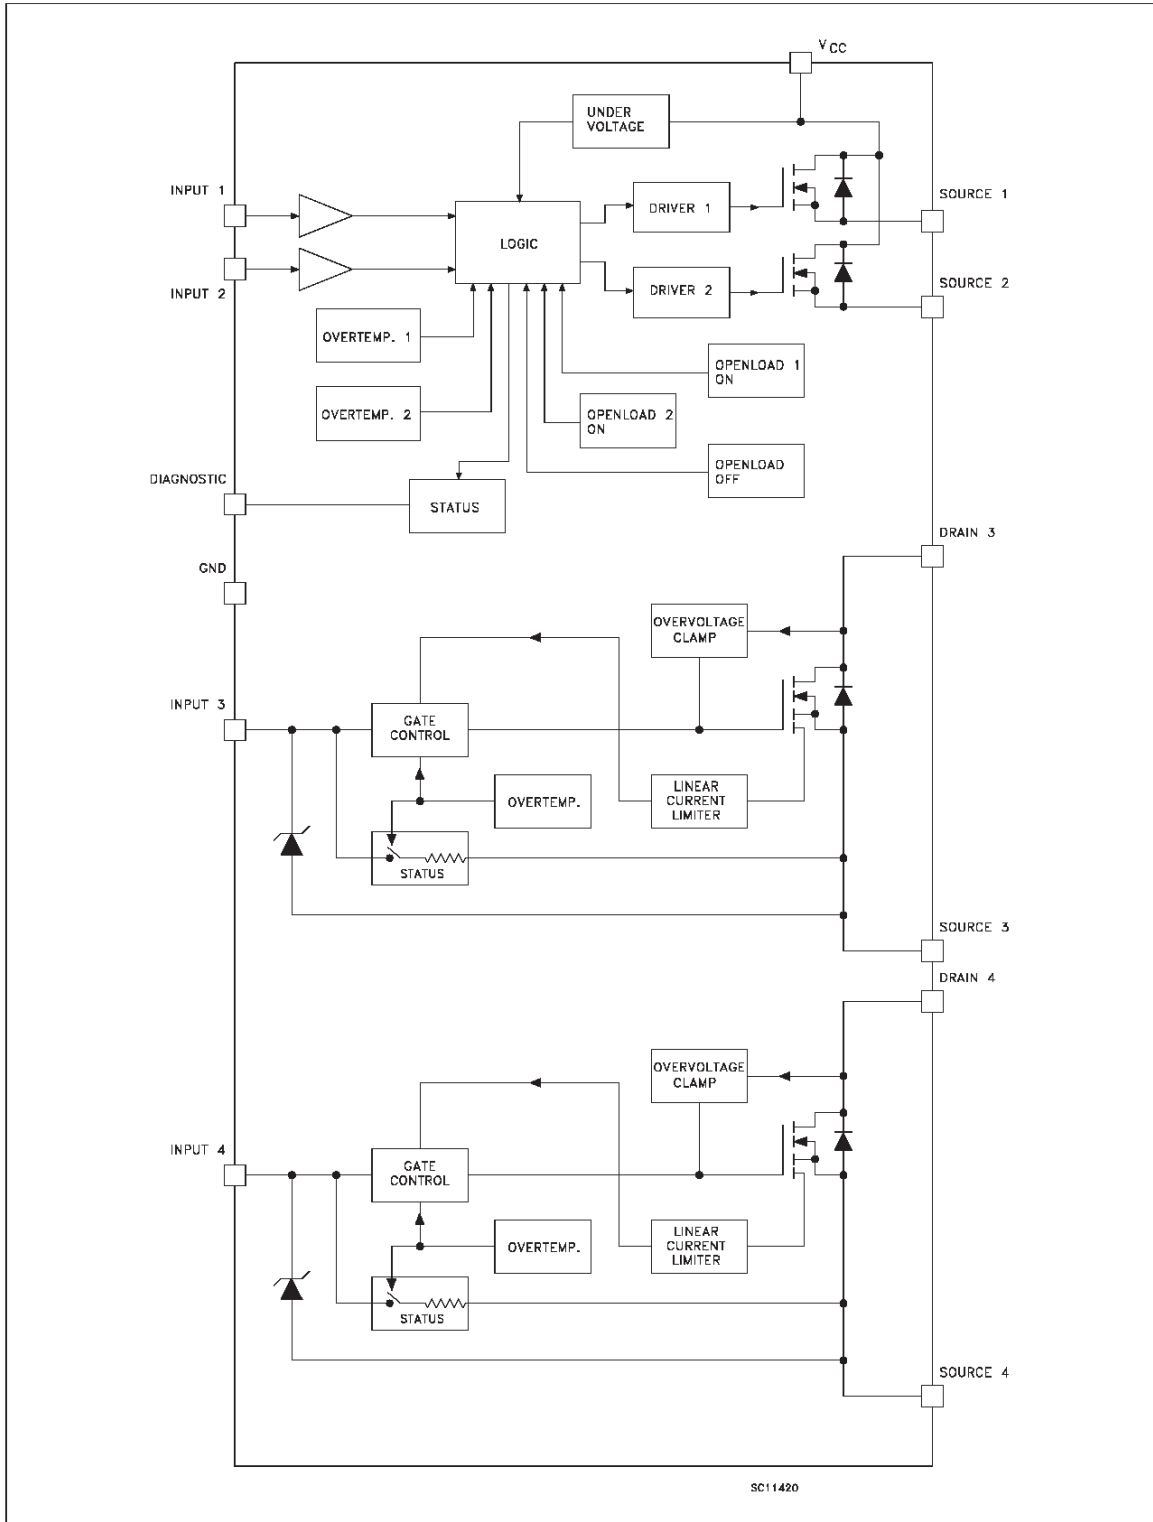 VCC
UNDER
VOLTAGE
INPUT 1
SOURCE 1
DRIVER 1
LOGIC
INPUT 2
DRIVER 2
SOURCE 2
OVERTEMP. 1
OPENLOAD 1
ON
OVERTEMP. 2
OPENLOAD 2
ON
OPENLOAD
OFF
DIAGNOSTIC
STATUS
DRAIN 3
GND
OVERVOLTAGE
CLAMP
INPUT 3
GATE
CONTROL
OVERTEMP.
LINEAR
CURRENT
LIMITER
STATUS
SOURCE 3
DRAIN 4
OVERVOLTAGE
CLAMP
INPUT 4
GATE
CONTROL
OVERTEMP.
LINEAR
CURRENT
LIMITER
STATUS
SOURCE 4
SC11420